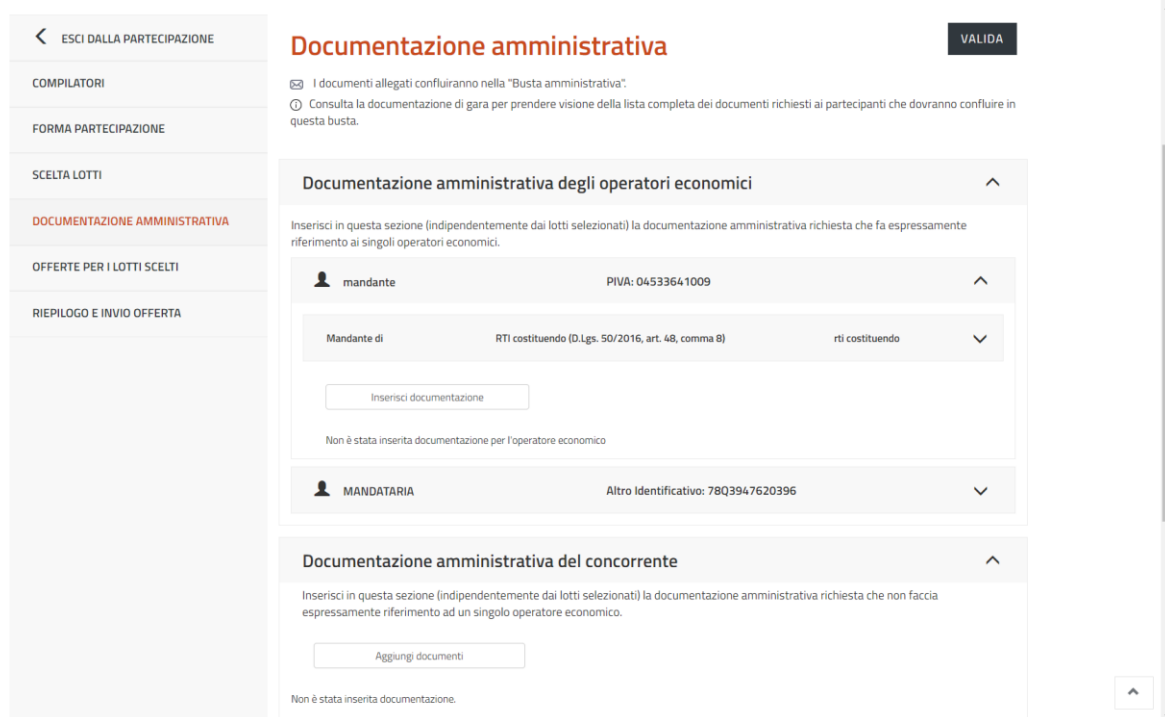 ESCI DALLA PARTECIPAZIONE
COMPILATORI
FORMA PARTECIPAZIONE
SCELTA LOTTI
DOCUMENTAZIONE AMMINISTRATIVA
OFFERTE PER I LOTTI SCELTI
RIEPILOGO E INVIO OFFERTA
Documentazione amministrativa
VALIDA
I documenti allegati confluiranno nella "Busta amministrativa".
Consulta la documentazione di gara per prendere visione della lista completa dei documenti richiesti ai partecipanti che dovranno confluire in
questa busta.
Documentazione amministrativa degli operatori economici
Inserisci in questa sezione (indipendentemente dai lotti selezionati) la documentazione amministrativa richiesta che fa espressamente
riferimento ai singoli operatori economici.
mandante PIVA: 04533641009
Mandante di RTI costituendo (D.Lgs. 50/2016, art. 48, comma 8) rti costituendo
Inserisci documentazione
Non è stata inserita documentazione per l'operatore economico
MANDATARIA Altro Identificativo: 78Q3947620396
Documentazione amministrativa del concorrente
Inserisci in questa sezione (indipendentemente dai lotti selezionati) la documentazione amministrativa richiesta che non faccia
espressamente riferimento ad un singolo operatore economico.
Aggiungi documenti
Non è stata inserita documentazione.